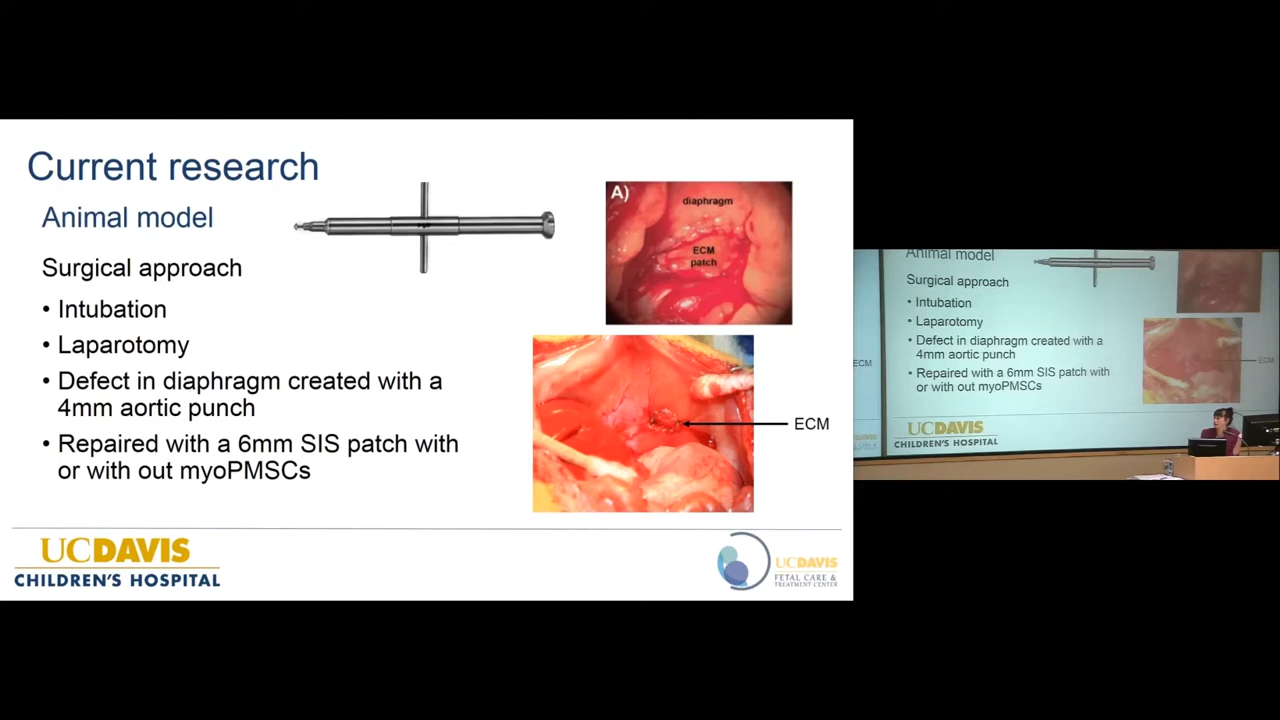 Current research
Animal model
Surgical approach
• Intubation
• Laparotomy
• Defect in diaphragm created with a
4mm aortic punch
• Repaired with a 6mm SIS patch with
or with out myoPMSCs
A)
diaphragm
ECM
patch
ECM
UCDAVIS
CHILDREN'S HOSPITAL
UCDAVIS
FETAL CARE &
TREATMENT CENTER
Animal model
Surgical approach
• Intubation
• Laparotomy
• Defect in diaphragm created with a
4mm aortic punch
• Repaired with a 6mm SIS patch with
or with out myoPMSCs
ECM
ECM
UCDAVIS
CHILDREN'S HOSPITAL